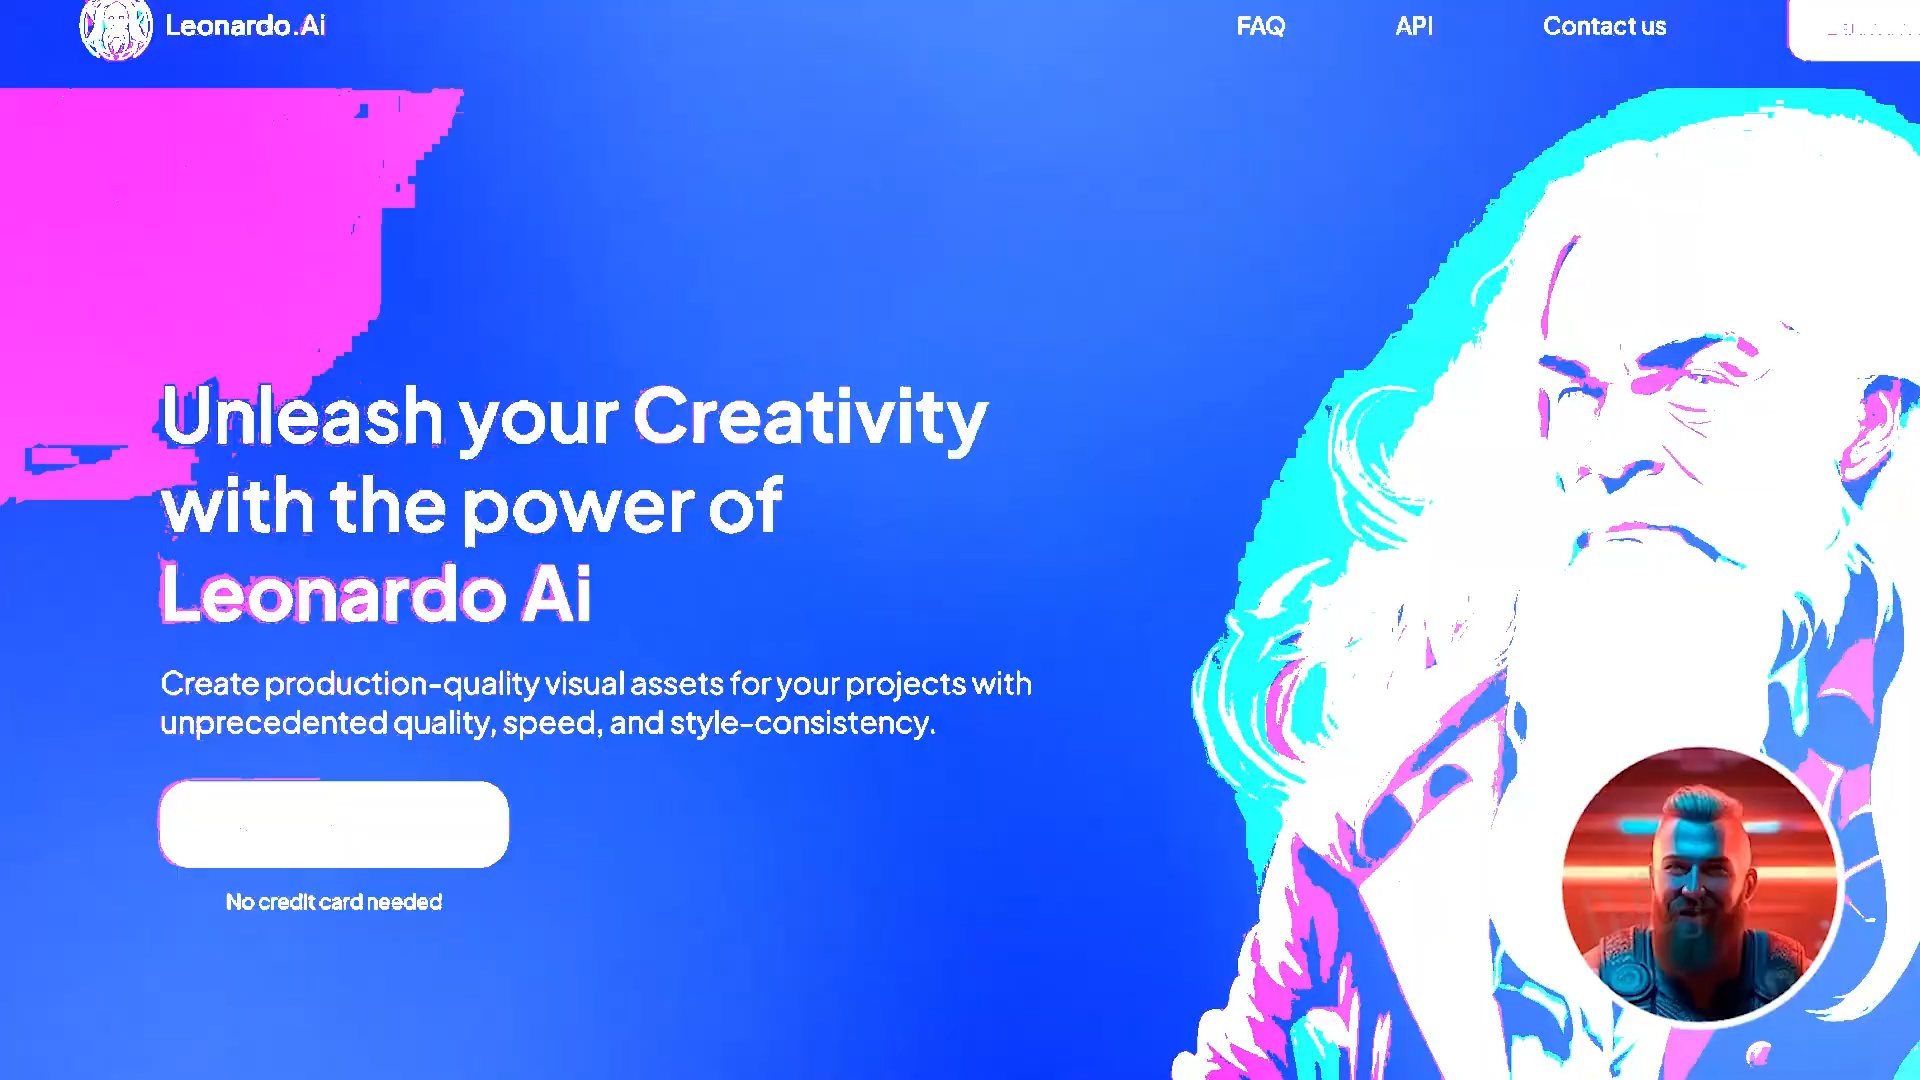 Leonardo.Ai
FAQ
API
Contact us
Unleash your Creativity
with the power of
Leonardo Ai
Create production-quality visual assets for your projects with
unprecedented quality, speed, and style-consistency.
No credit card needed